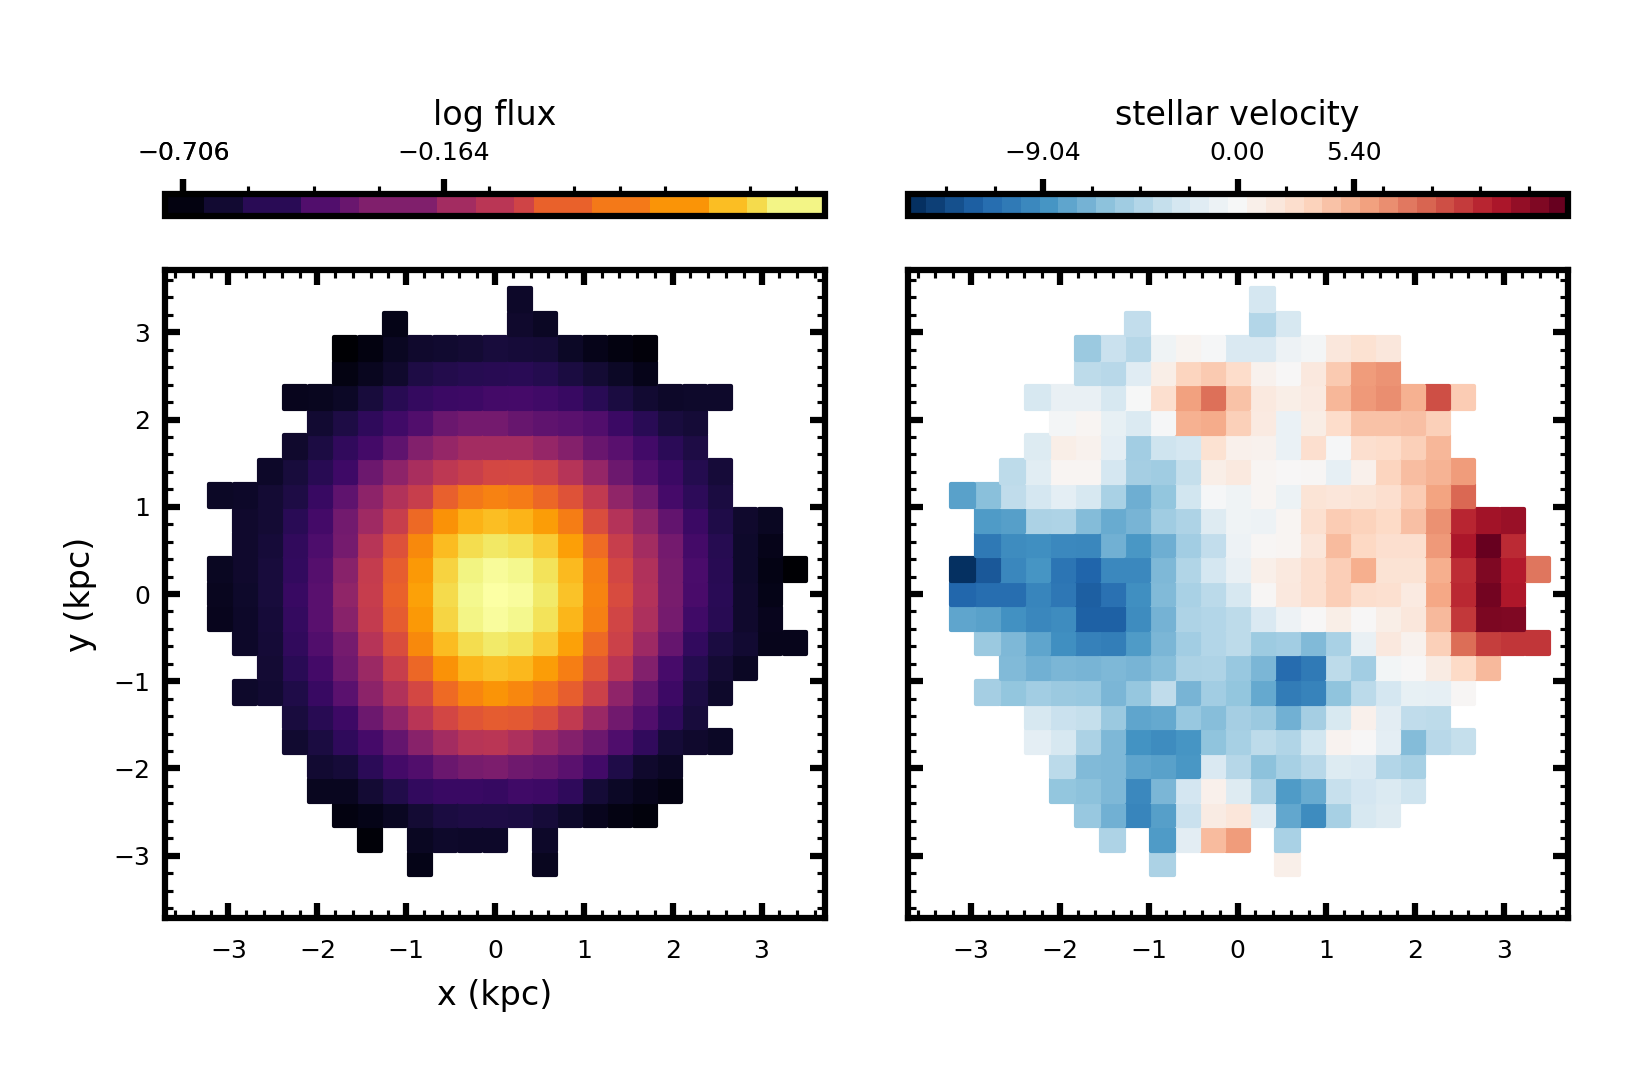 log flux
stellar velocity
−0.706 −0.164
−9.04 0.00 5.40
3
2
1
0
−1
−2
−3
y (kpc)
−3 −2 −1 0 1 2 3
−3 −2 −1 0 1 2 3
x (kpc)